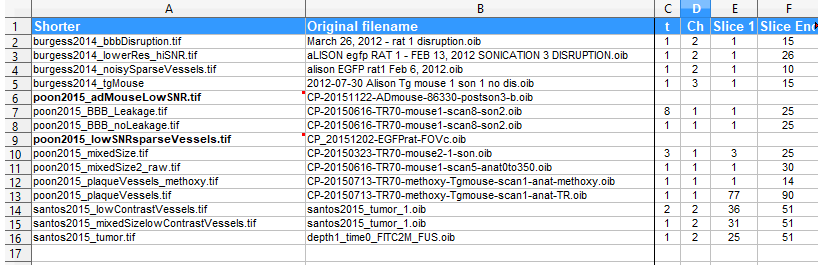 A B C D E F
1 Shorter Original filename t Ch Slice 1 Slice End
2 burgess2014_bbbDisruption.tif March 26, 2012 - rat 1 disruption.oib 1 2 1 15
3 burgess2014_lowerRes_hiSNR.tif aLISON egfp RAT 1 - FEB 13, 2012 SONICATION 3 DISRUPTION.oib 1 2 1 26
4 burgess2014_noisySparseVessels.tif alison EGFP rat1 Feb 6, 2012.oib 1 2 1 10
5 burgess2014_tgMouse 2012-07-30 Alison Tg mouse 1 son 1 no dis.oib 1 3 1 15
6 poon2015_adMouseLowSNR.tif CP-20151122-ADmouse-86330-postson3-b.oib
7 poon2015_BBB_Leakage.tif CP-20150616-TR70-mouse1-scan8-son2.oib 8 1 1 25
8 poon2015_BBB_noLeakage.tif CP-20150616-TR70-mouse1-scan8-son2.oib 1 1 1 25
9 poon2015_lowSNRsparseVessels.tif CP_20151202-EGFPrat-FOVc.oib
10 poon2015_mixedSize.tif CP-20150323-TR70-mouse2-1-son.oib 3 1 3 25
11 poon2015_mixedSize2_raw.tif CP-20150616-TR70-mouse1-scan5-anat0to350.oib 1 1 1 30
12 poon2015_plaqueVessels_methoxy.tif CP-20150713-TR70-methoxy-Tgmouse-scan1-anat-methoxy.oib 1 1 1 14
13 poon2015_plaqueVessels.tif CP-20150713-TR70-methoxy-Tgmouse-scan1-anat-TR.oib 1 1 77 90
14 santos2015_lowContrastVessels.tif santos2015_tumor_1.oib 2 2 36 51
15 santos2015_mixedSizelowContrastVessels.tif santos2015_tumor_1.oib 1 2 31 51
16 santos2015_tumor.tif depth1_time0_FITC2M_FUS.oib 1 2 25 51
17